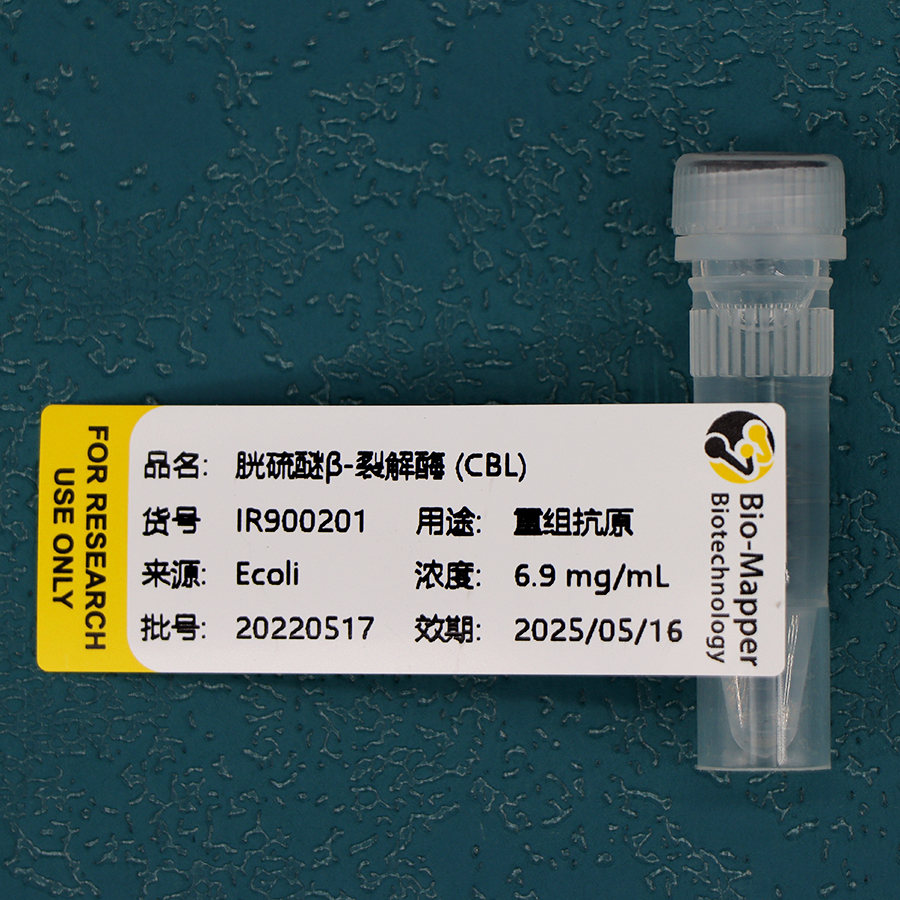 FOR RESEARCH
USE ONLY
品名: 胱硫醚β-裂解酶 (CBL)
货号 IR900201 用途: 重组抗原
来源: Ecoli 浓度: 6.9 mg/mL
批号: 20220517 效期: 2025/05/16
Bio-Mapper
Biotechnology